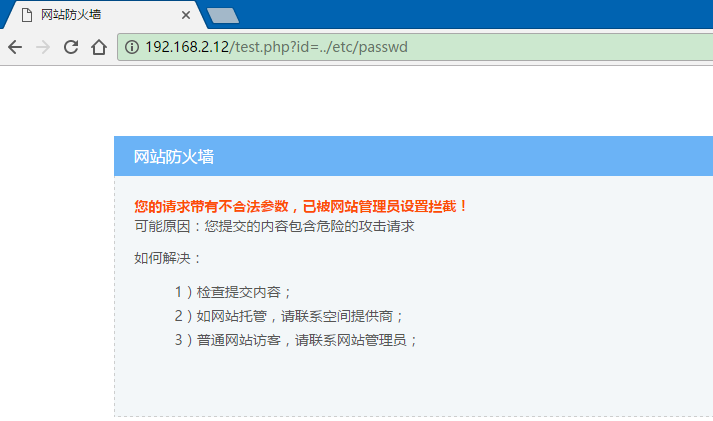 网站防火墙
192.168.2.12/test.php?id=../etc/passwd
网站防火墙
您的请求带有不合法参数，已被网站管理员设置拦截！
可能原因：您提交的内容包含危险的攻击请求
如何解决：
1）检查提交内容；
2）如网站托管，请联系空间提供商；
3）普通网站访客，请联系网站管理员；